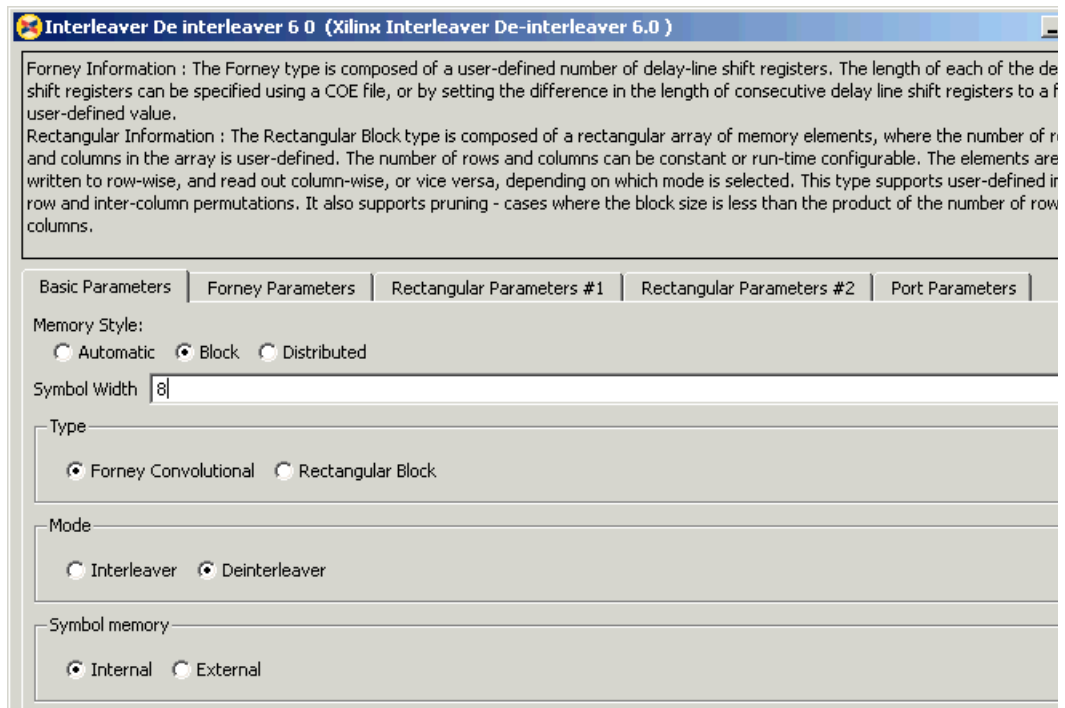 Interleaver De interleaver 6 0 (Xilinx Interleaver De-interleaver 6.0 )
Forney Information : The Forney type is composed of a user-defined number of delay-line shift registers. The length of each of the de
shift registers can be specified using a COE file, or by setting the difference in the length of consecutive delay line shift registers to a f
user-defined value.
Rectangular Information : The Rectangular Block type is composed of a rectangular array of memory elements, where the number of r
and columns in the array is user-defined. The number of rows and columns can be constant or run-time configurable. The elements are
written to row-wise, and read out column-wise, or vice versa, depending on which mode is selected. This type supports user-defined in
row and inter-column permutations. It also supports pruning - cases where the block size is less than the product of the number of row
columns.
Basic Parameters Forney Parameters Rectangular Parameters #1 Rectangular Parameters #2 Port Parameters
Memory Style:
Automatic Block Distributed
Symbol Width 8
Type
Forney Convolutional Rectangular Block
Mode
Interleaver Deinterleaver
Symbol memory
Internal External